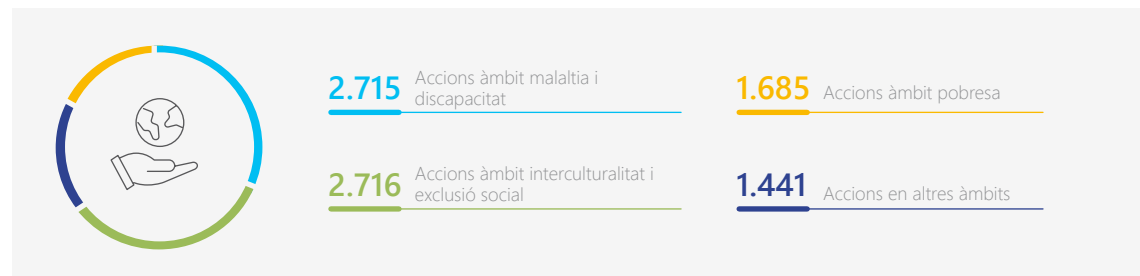 2.715 Accions àmbit malaltia i
discapacitat
1.685 Accions àmbit pobresa
2.716 Accions àmbit interculturalitat i
exclusió social
1.441 Accions en altres àmbits